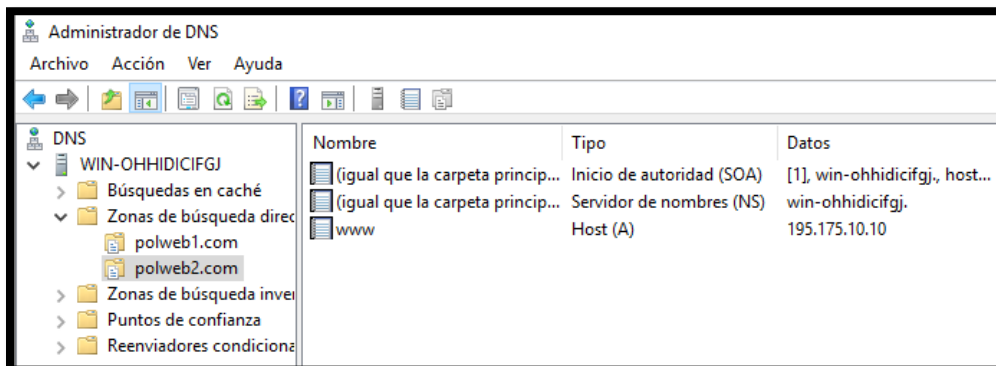 Administrador de DNS
Archivo Acción Ver Ayuda
DNS
WIN-OHHIDICIFGJ
Búsquedas en caché
Zonas de búsqueda direc
polweb1.com
polweb2.com
Zonas de búsqueda inver
Puntos de confianza
Reenviadores condiciona
Nombre Tipo Datos
(igual que la carpeta princip... Inicio de autoridad (SOA) [1], win-ohhidicifgj., host...
(igual que la carpeta princip... Servidor de nombres (NS) win-ohhidicifgj.
www Host (A) 195.175.10.10